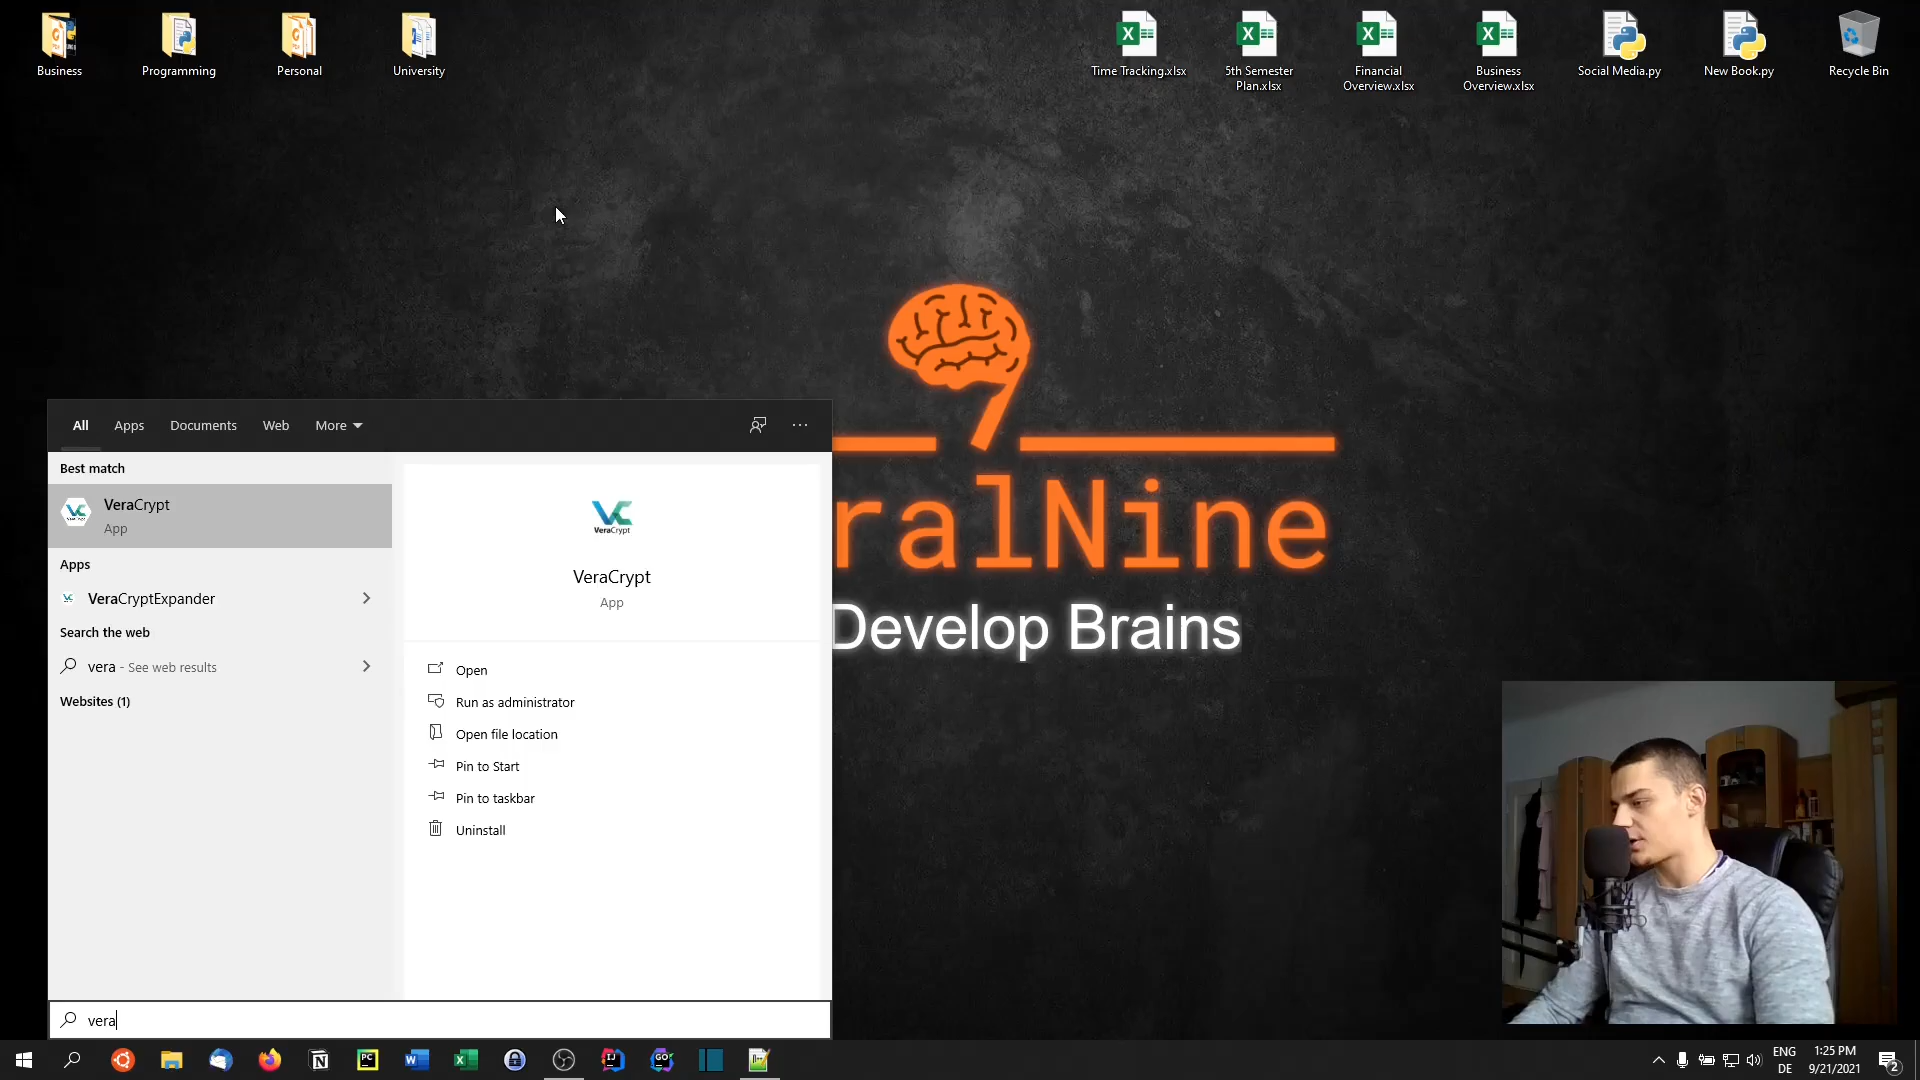 Business
Programming
Personal
University
Time Tracking.xlsx
5th Semester
Plan.xlsx
Financial
Overview.xlsx
Business
Overview.xlsx
Social Media.py
New Book.py
Recycle Bin
ralNine
Develop Brains
All
Apps
Documents
Web
More
Best match
VeraCrypt
App
Apps
VeraCryptExpander
Search the web
vera - See web results
Websites (1)
VeraCrypt
VeraCrypt
App
Open
Run as administrator
Open file location
Pin to Start
Pin to taskbar
Uninstall
vera
ENG
DE
1:25 PM
9/21/2021
2